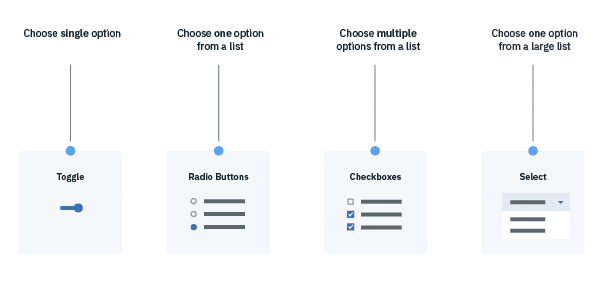 Choose single option
Choose one option
from a list
Choose multiple
options from a list
Choose one option
from a large list
Toggle
Radio Buttons
Checkboxes
Select